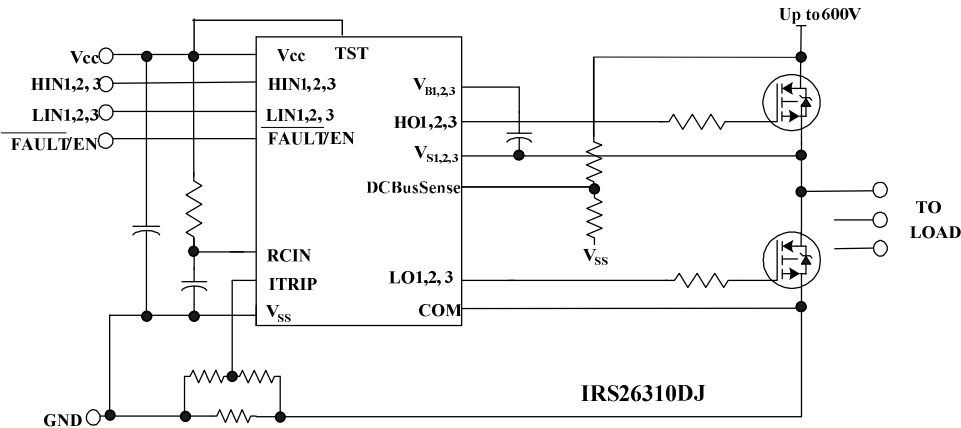 Up to 600V
Vcc
HIN1,2, 3
LIN1,2,3
FAULT/EN
Vcc
TST
HIN1,2,3
LIN1,2, 3
FAULT/EN
RCIN
ITRIP
VSS
VB1,2,3
HO1,2,3
VS1,2,3
DCBusSense
LO1,2, 3
COM
VSS
TO
LOAD
GND
IRS26310DJ